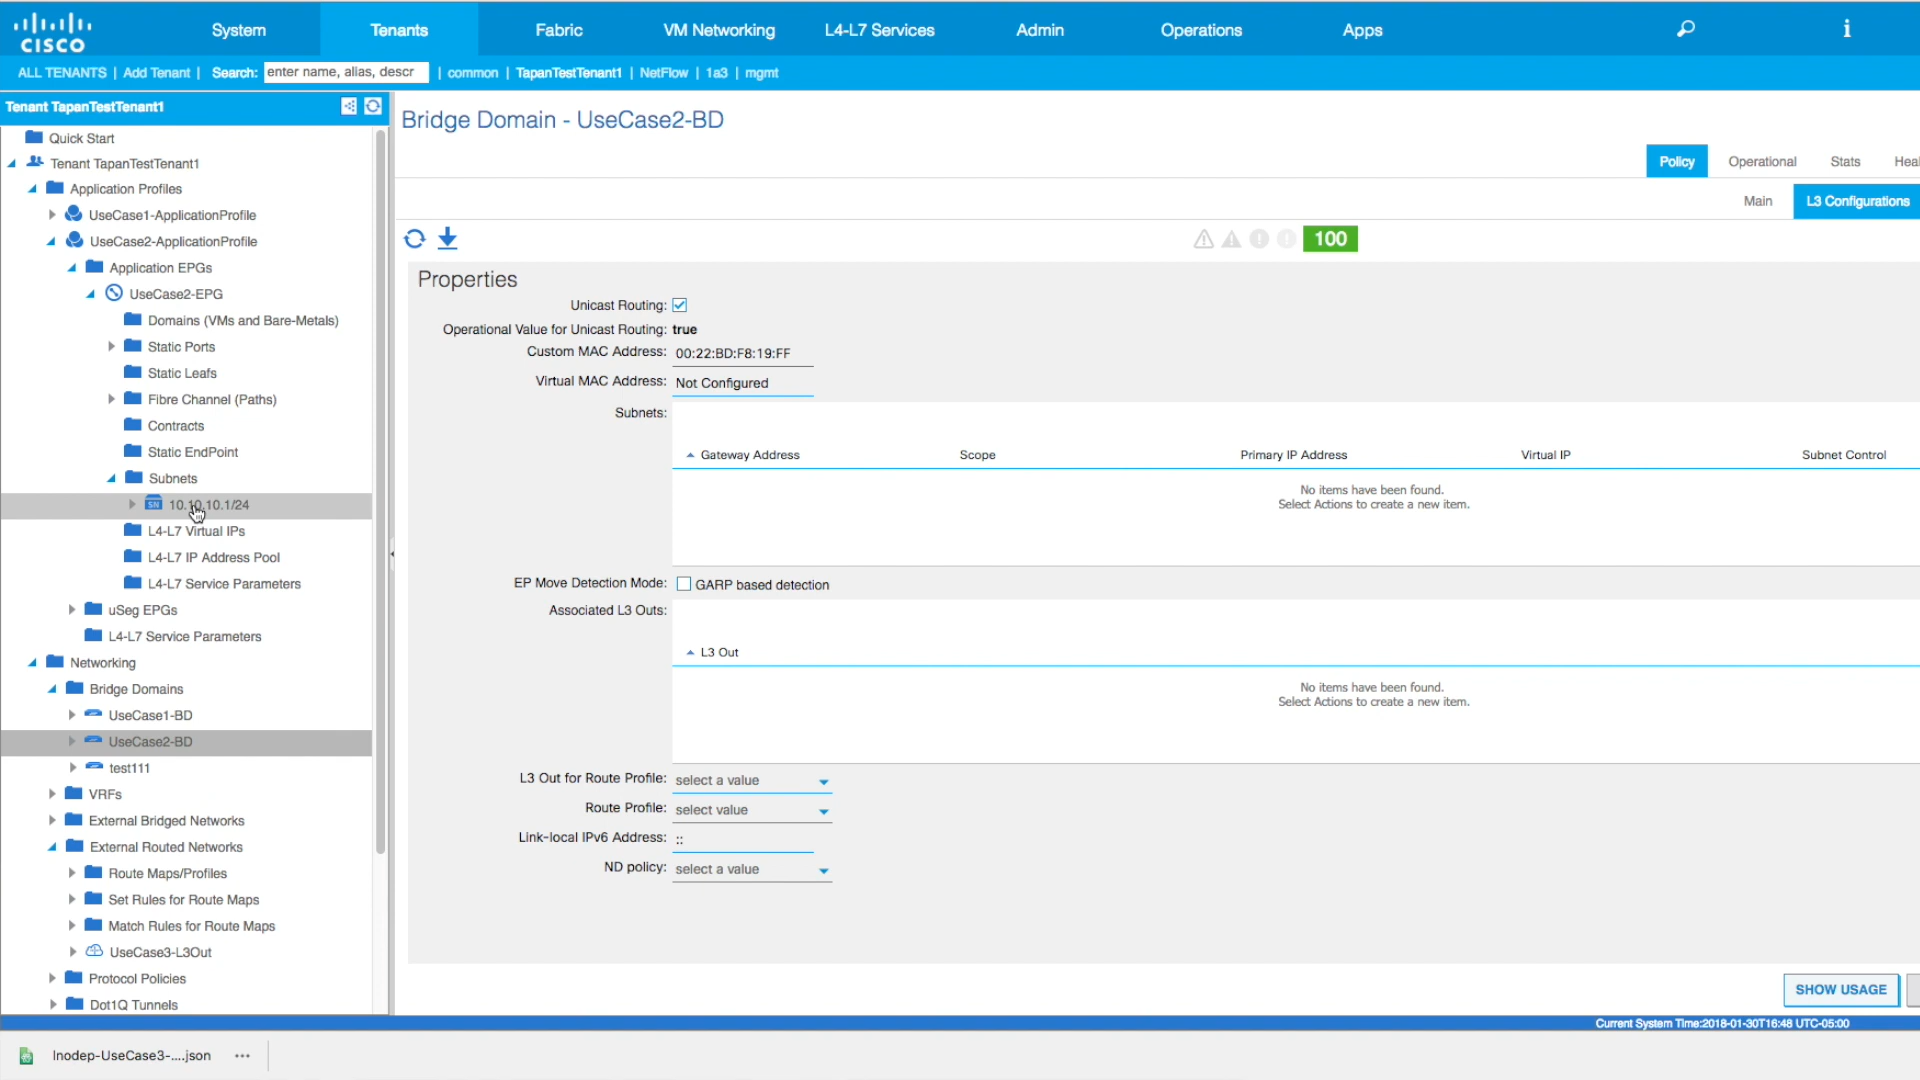 CISCO
System
Tenants
Fabric
VM Networking
L4-L7 Services
Admin
Operations
Apps
i
ALL TENANTS | Add Tenant | Search: enter name, alias, descr | common | TapanTestTenant1 | NetFlow | 1a3 | mgmt
Tenant TapanTestTenant1
Quick Start
Tenant TapanTestTenant1
Application Profiles
UseCase1-ApplicationProfile
UseCase2-ApplicationProfile
Application EPGs
UseCase2-EPG
Domains (VMs and Bare-Metals)
Static Ports
Static Leafs
Fibre Channel (Paths)
Contracts
Static EndPoint
Subnets
SN 10.10.10.1/24
L4-L7 Virtual IPs
L4-L7 IP Address Pool
L4-L7 Service Parameters
uSeg EPGs
L4-L7 Service Parameters
Networking
Bridge Domains
UseCase1-BD
UseCase2-BD
test111
VRFs
External Bridged Networks
External Routed Networks
Route Maps/Profiles
Set Rules for Route Maps
Match Rules for Route Maps
UseCase3-L3Out
Protocol Policies
Dot1Q Tunnels
Bridge Domain - UseCase2-BD
Policy
Operational
Stats
Heal
Main
L3 Configurations
100
Properties
Unicast Routing:
Operational Value for Unicast Routing: true
Custom MAC Address: 00:22:BD:F8:19:FF
Virtual MAC Address: Not Configured
Subnets:
Gateway Address
Scope
Primary IP Address
Virtual IP
Subnet Control
No items have been found.
Select Actions to create a new item.
EP Move Detection Mode: GARP based detection
Associated L3 Outs:
L3 Out
No items have been found.
Select Actions to create a new item.
L3 Out for Route Profile: select a value
Route Profile: select value
Link-local IPv6 Address: ::
ND policy: select a value
SHOW USAGE
Current System Time:2018-01-30T16:48 UTC-05:00
lnodep-UseCase3-....json